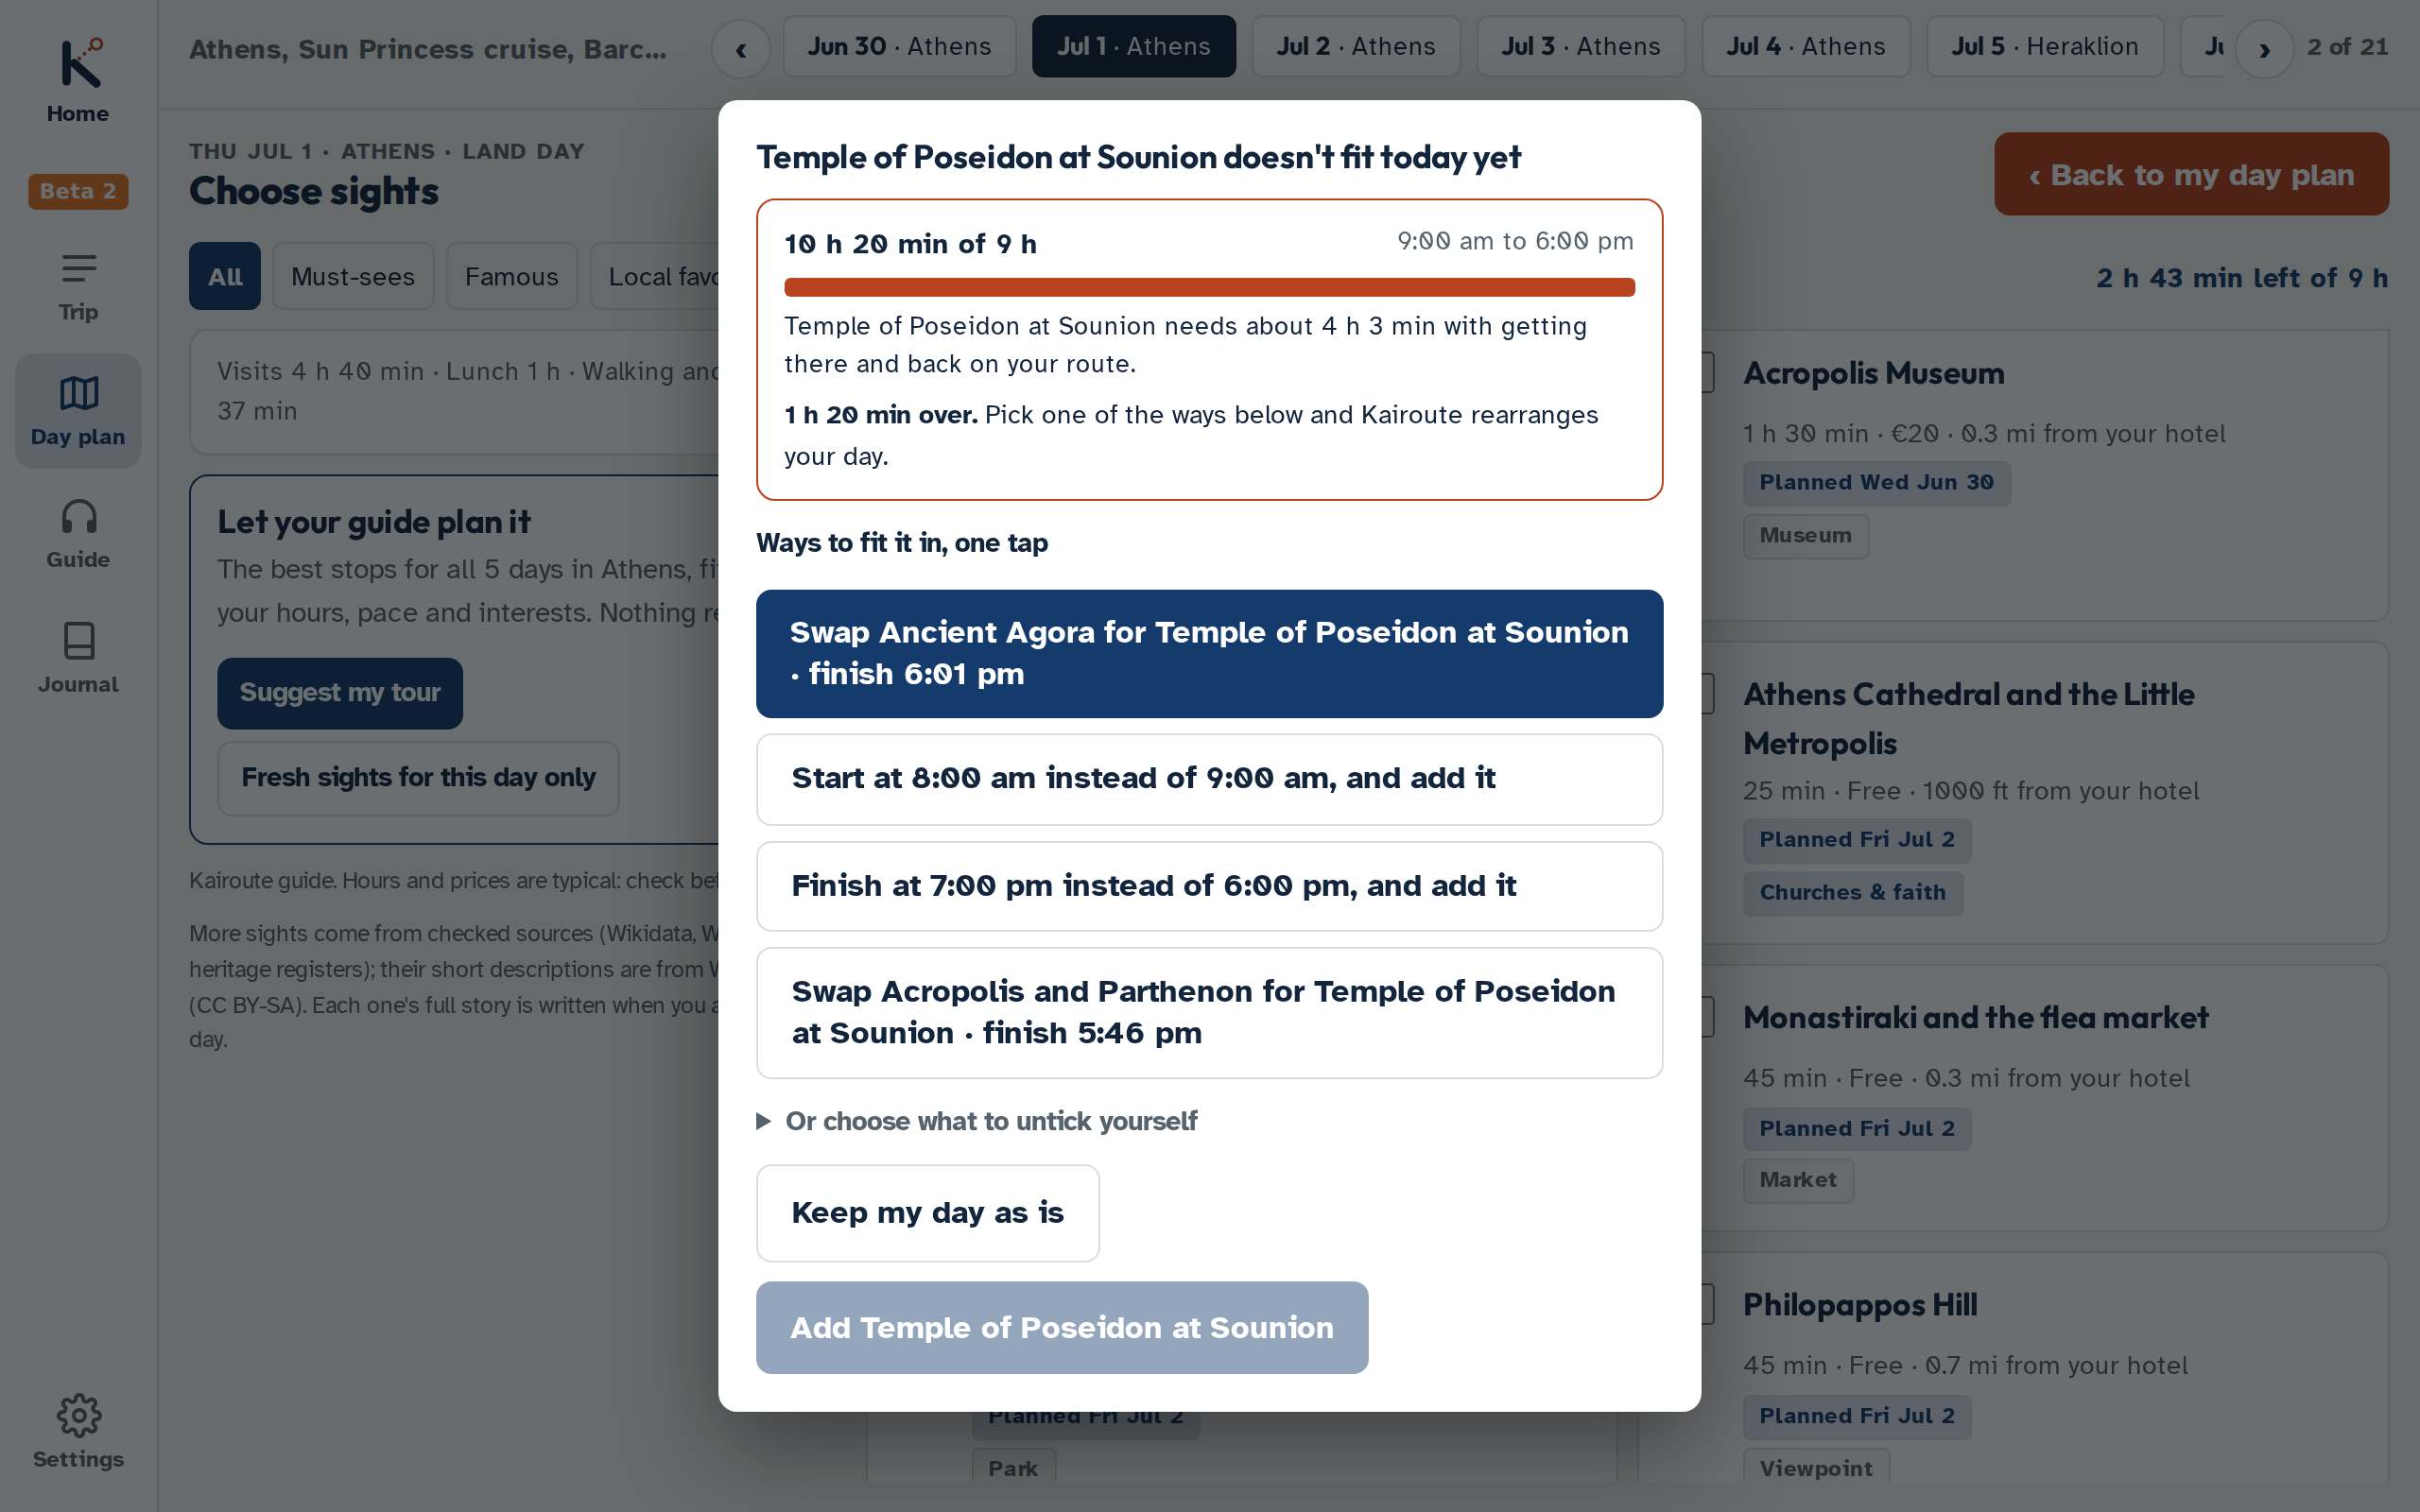 Home
Beta 2
Trip
Day plan
Guide
Journal
Settings
Athens, Sun Princess cruise, Barc...
‹
Jun 30 · Athens
Jul 1 · Athens
Jul 2 · Athens
Jul 3 · Athens
Jul 4 · Athens
Jul 5 · Heraklion
›
2 of 21
THU JUL 1 · ATHENS · LAND DAY
Choose sights
‹ Back to my day plan
All
Must-sees
Famous
Local favo
2 h 43 min left of 9 h
Visits 4 h 40 min · Lunch 1 h · Walking and
37 min
Let your guide plan it
The best stops for all 5 days in Athens,
your hours, pace and interests. Nothing
Suggest my tour
Fresh sights for this day only
Kairoute guide. Hours and prices are typical: check
More sights come from checked sources (Wikidata,
heritage registers); their short descriptions are from
(CC BY-SA). Each one's full story is written when you
day.
Temple of Poseidon at Sounion doesn't fit today yet
10 h 20 min of 9 h
9:00 am to 6:00 pm
Temple of Poseidon at Sounion needs about 4 h 3 min with getting
there and back on your route.
1 h 20 min over. Pick one of the ways below and Kairoute rearranges
your day.
Ways to fit it in, one tap
Swap Ancient Agora for Temple of Poseidon at Sounion
· finish 6:01 pm
Start at 8:00 am instead of 9:00 am, and add it
Finish at 7:00 pm instead of 6:00 pm, and add it
Swap Acropolis and Parthenon for Temple of Poseidon
at Sounion · finish 5:46 pm
Or choose what to untick yourself
Keep my day as is
Add Temple of Poseidon at Sounion
Planned Fri Jul 2
Park
Acropolis Museum
1 h 30 min · €20 · 0.3 mi from your hotel
Planned Wed Jun 30
Museum
Athens Cathedral and the Little
Metropolis
25 min · Free · 1000 ft from your hotel
Planned Fri Jul 2
Churches & faith
Monastiraki and the flea market
45 min · Free · 0.3 mi from your hotel
Planned Fri Jul 2
Market
Philopappos Hill
45 min · Free · 0.7 mi from your hotel
Planned Fri Jul 2
Viewpoint